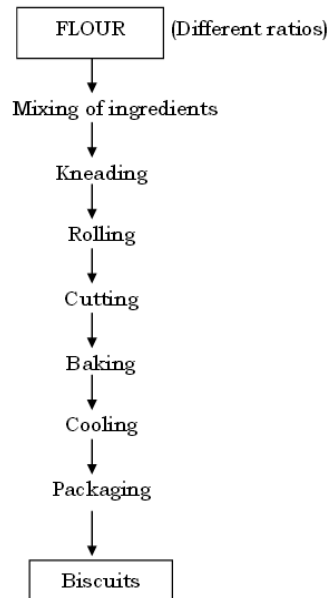 FLOUR (Different ratios)
Mixing of ingredients
Kneading
Rolling
Cutting
Baking
Cooling
Packaging
Biscuits